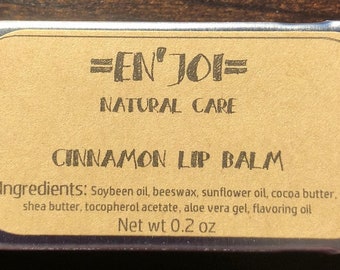 =EN'JOI=
NATURAL CARE
CINNAMON LIP BALM
Ingredients: Soybeen oil, beeswax, sunflower oil, cocoa butter,
shea butter, tocopherol acetate, aloe vera gel, flavoring oil
Net wt 0.2 oz